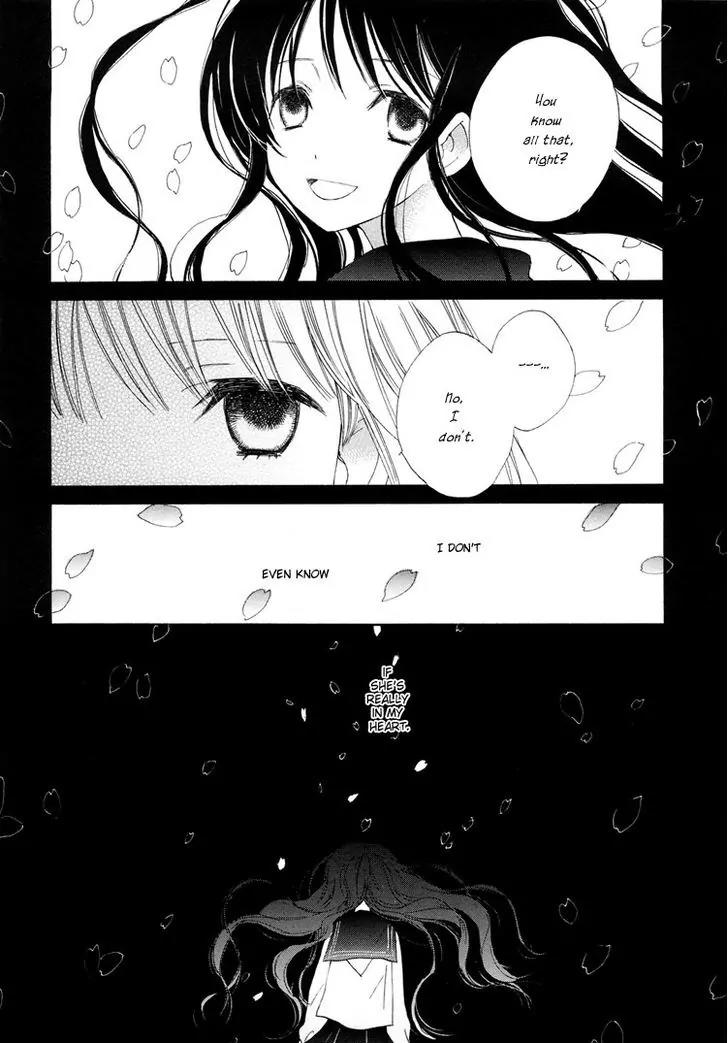 You
know
all that,
right?
~~~...
No,
I
don't.
I DON'T
EVEN KNOW
IF
SHE'S
REALLY
IN MY
HEART.